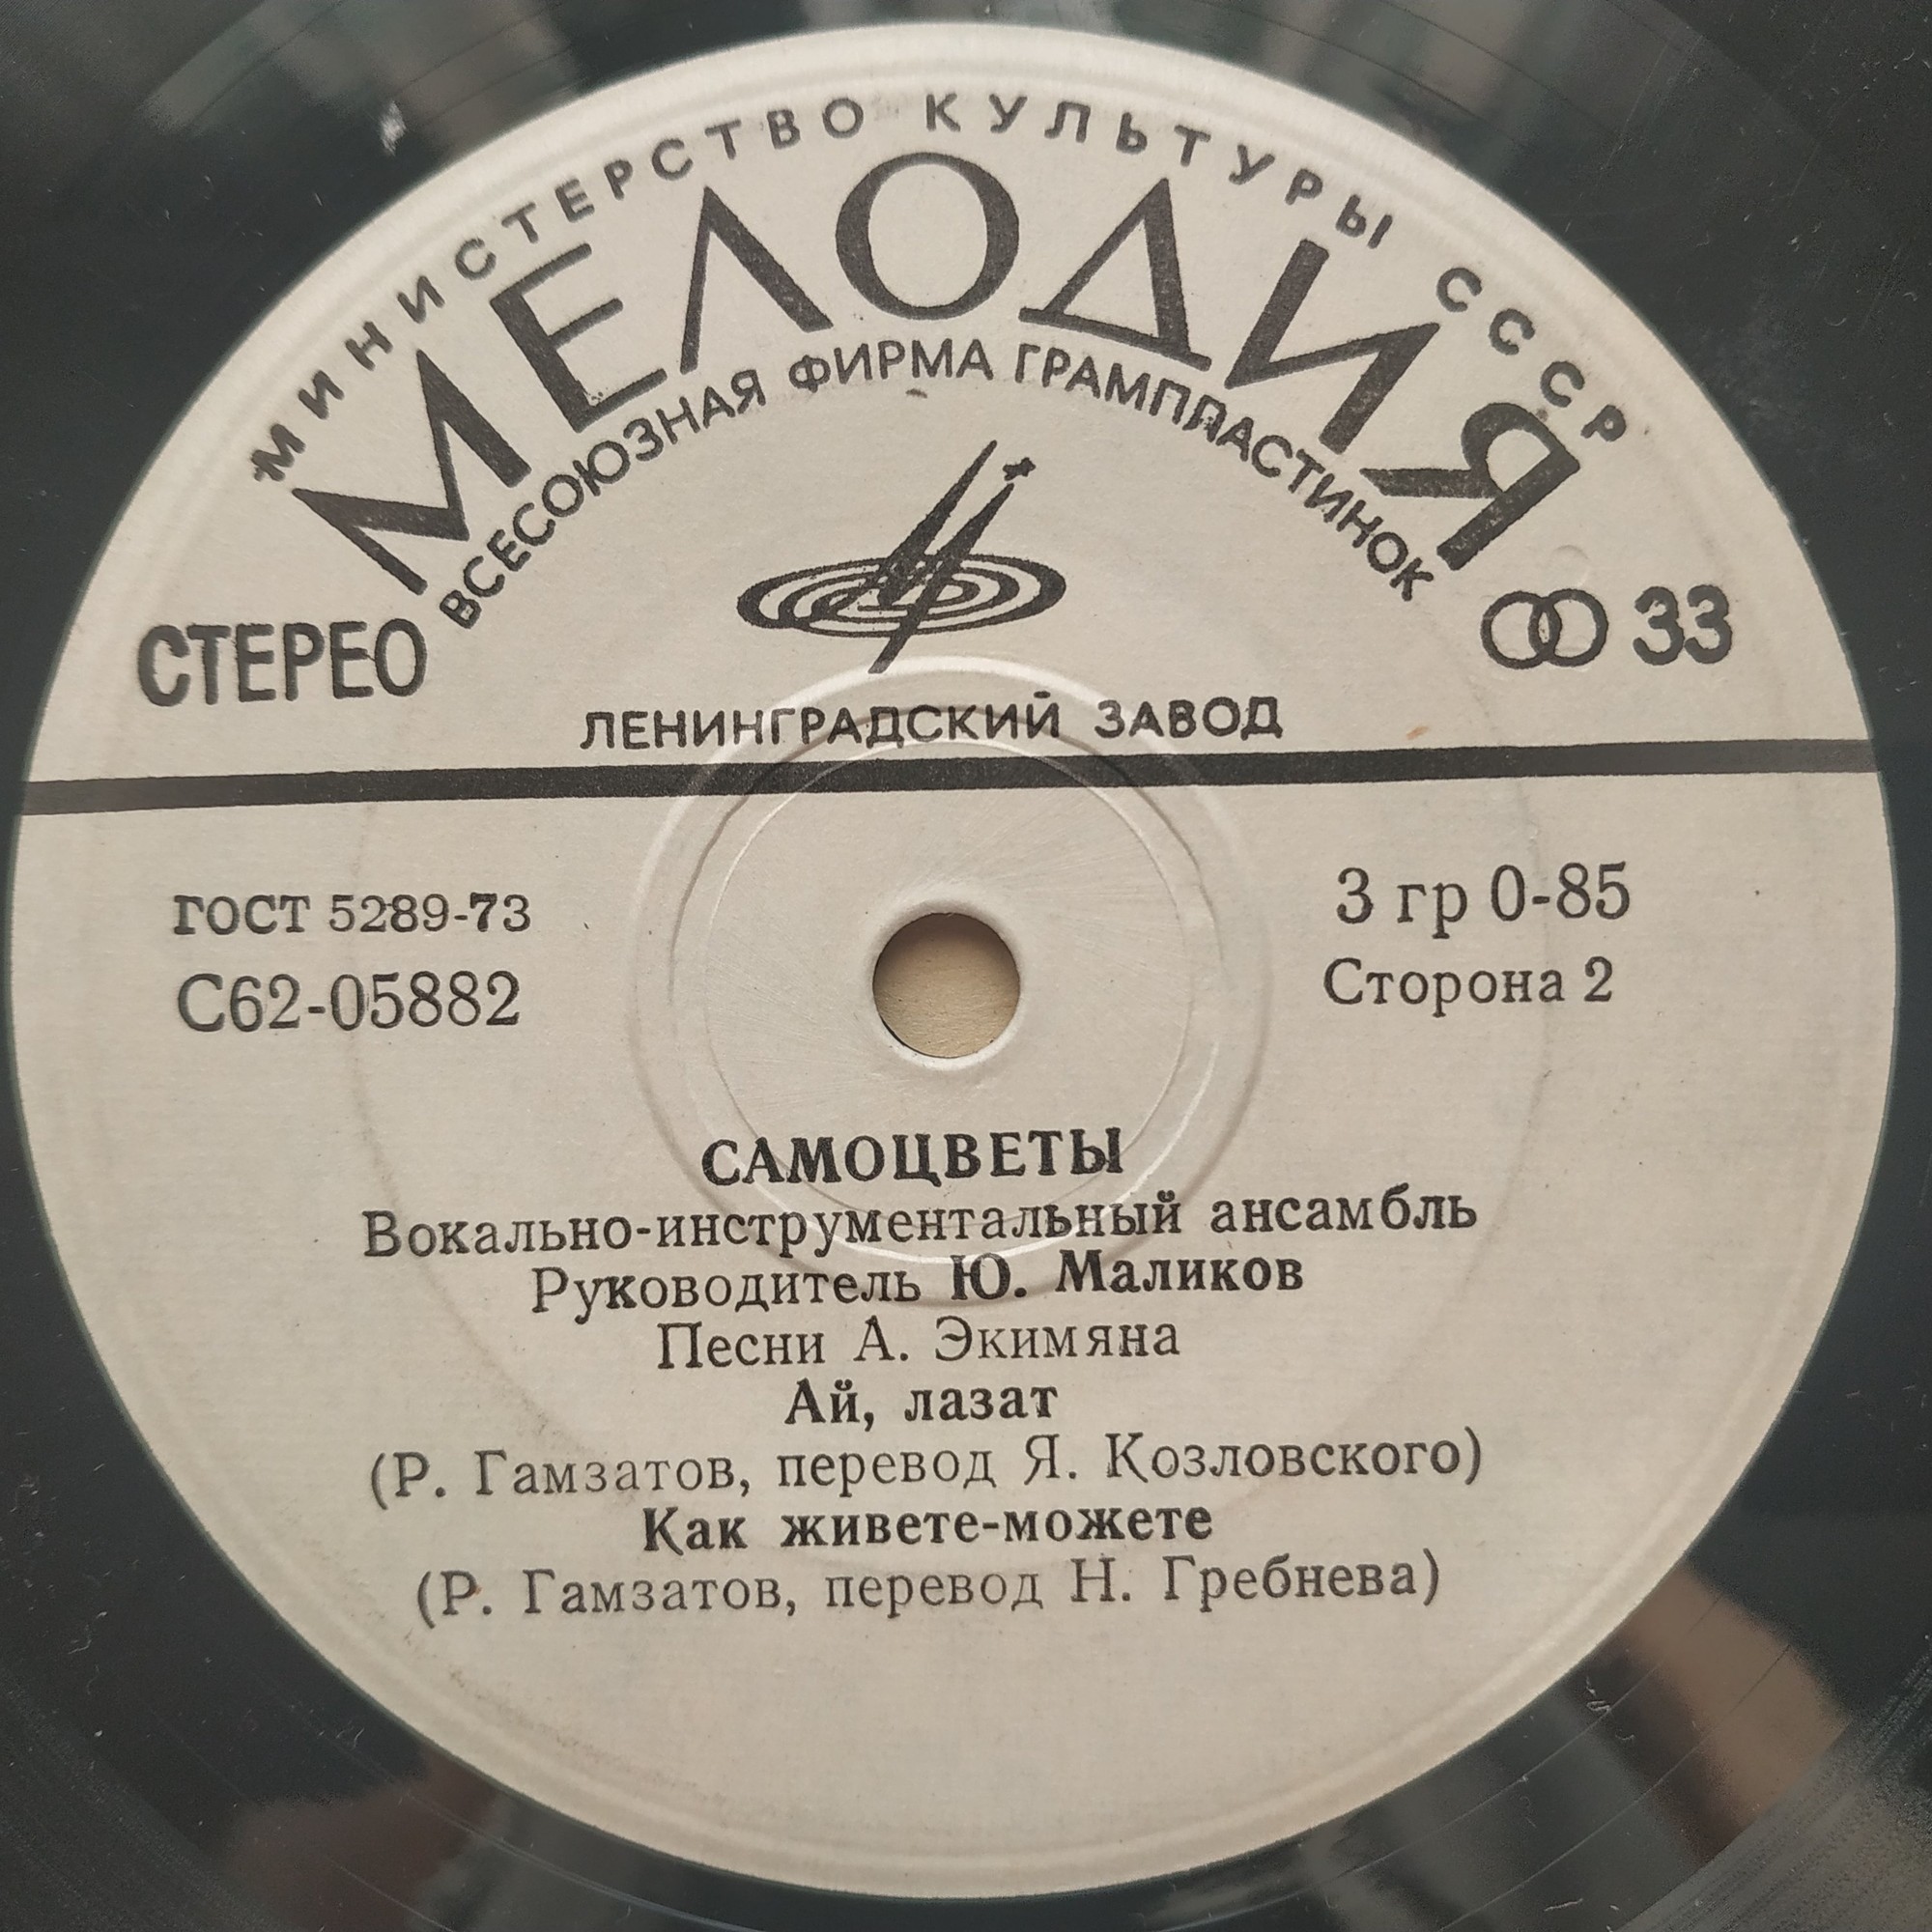 МИНИСТЕРСТВО КУЛЬТУРЫ СССР
МЕЛОДИЯ
ВСЕСОЮЗНАЯ ФИРМА ГРАМПЛАСТИНОК
СТЕРЕО
33
ЛЕНИНГРАДСКИЙ ЗАВОД
ГОСТ 5289-73
3 гр 0-85
С62-05882
Сторона 2
САМОЦВЕТЫ
Вокально-инструментальный ансамбль
Руководитель Ю. Маликов
Песни А. Экимяна
Ай, лазат
(Р. Гамзатов, перевод Я. Козловского)
Как живете-можете
(Р. Гамзатов, перевод Н. Гребнева)